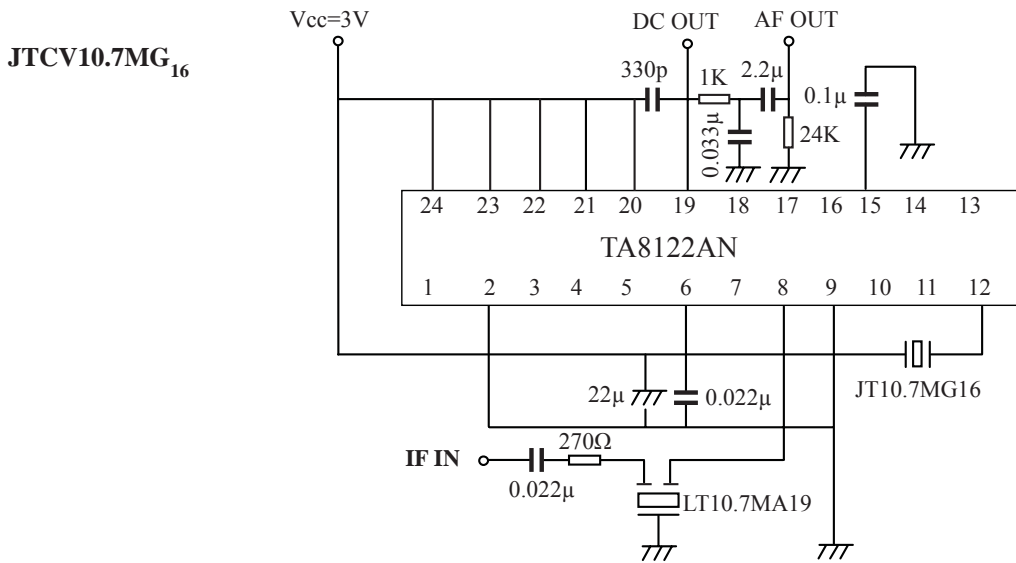 Vcc=3V
DC OUT
AF OUT
JTCV10.7MG16
330p
1K
2.2µ
0.1µ
0.033µ
24K
24 23 22 21 20 19 18 17 16 15 14 13
TA8122AN
1 2 3 4 5 6 7 8 9 10 11 12
JT10.7MG16
22µ
0.022µ
270Ω
IF IN
0.022µ
LT10.7MA19